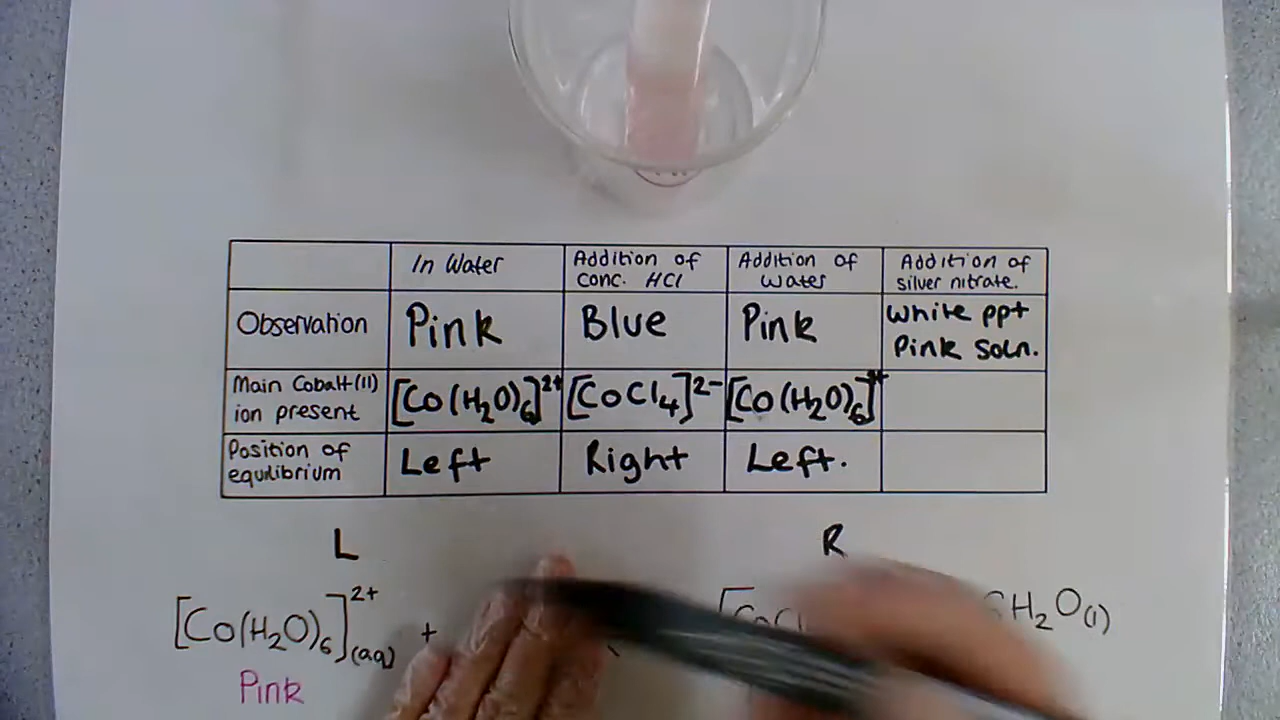 In Water
Addition of
conc. HCl
Addition of
water
Addition of
silver nitrate.
Observation
Pink
Blue
Pink
white ppt
Pink soln.
Main Cobalt(II)
ion present
[Co(H₂O)₆]²⁺
[CoCl₄]²⁻
[Co(H₂O)₆]
Position of
equilibrium
Left
Right
Left.
L
R
[Co(H₂O)₆]²⁺(aq) +
H₂O(l)
Pink